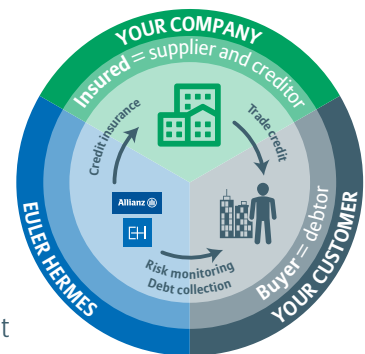 YOUR COMPANY
Insured = supplier and creditor
Credit insurance
Trade credit
Allianz
EH
EULER HERMES
Risk monitoring
Debt collection
Buyer = debtor
YOUR CUSTOMER
t